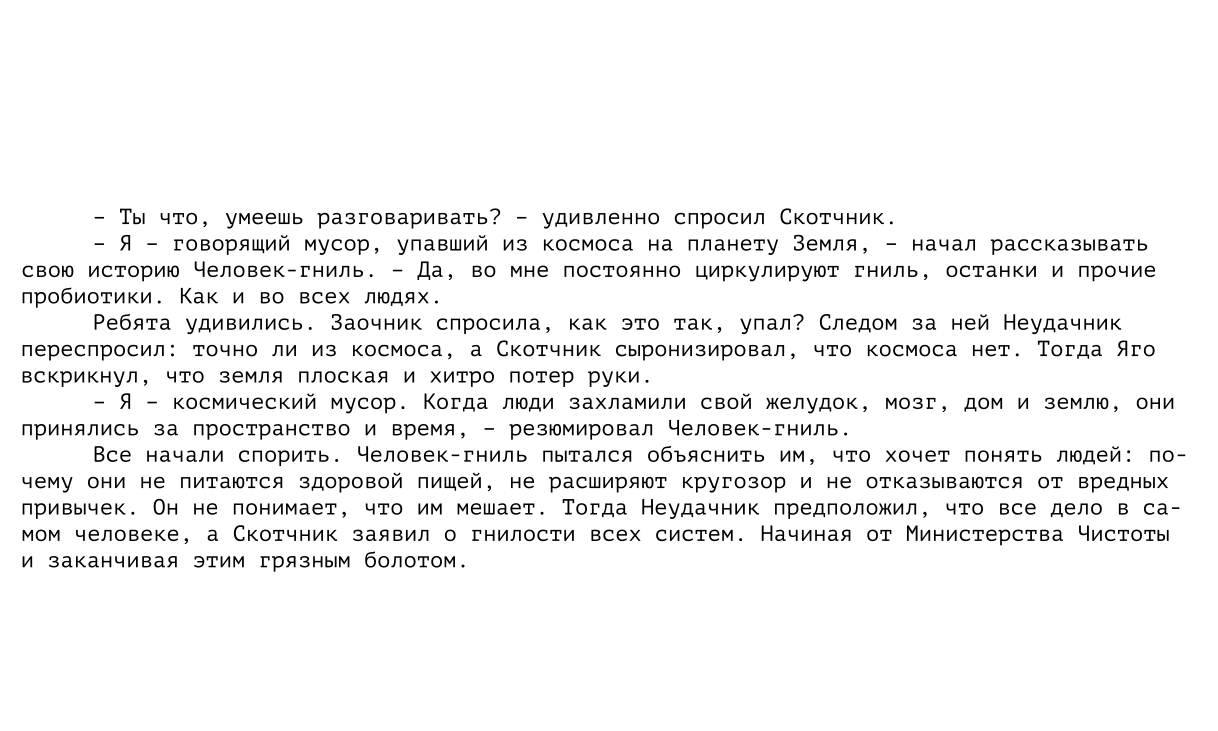 – Ты что, умеешь разговаривать? – удивленно спросил Скотчник.
– Я – говорящий мусор, упавший из космоса на планету Земля, – начал рассказывать
свою историю Человек-гниль. – Да, во мне постоянно циркулируют гниль, останки и прочие
пробиотики. Как и во всех людях.
Ребята удивились. Заочник спросила, как это так, упал? Следом за ней Неудачник
переспросил: точно ли из космоса, а Скотчник сыронизировал, что космоса нет. Тогда Яго
вскрикнул, что земля плоская и хитро потер руки.
– Я – космический мусор. Когда люди захламили свой желудок, мозг, дом и землю, они
принялись за пространство и время, – резюмировал Человек-гниль.
Все начали спорить. Человек-гниль пытался объяснить им, что хочет понять людей: по-
чему они не питаются здоровой пищей, не расширяют кругозор и не отказываются от вредных
привычек. Он не понимает, что им мешает. Тогда Неудачник предположил, что все дело в са-
мом человеке, а Скотчник заявил о гнилости всех систем. Начиная от Министерства Чистоты
и заканчивая этим грязным болотом.